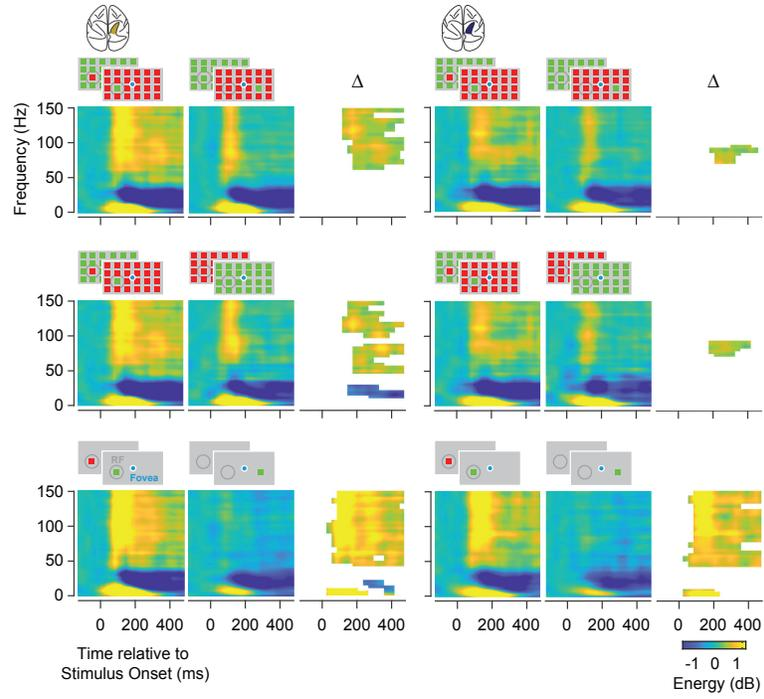 Δ Δ
150
100
50
0
Frequency (Hz)
150
100
50
0
RF
Fovea
150
100
50
0
0 200 400 0 200 400 0 200 400 0 200 400 0 200 400 0 200 400
Time relative to
Stimulus Onset (ms)
-1 0 1
Energy (dB)